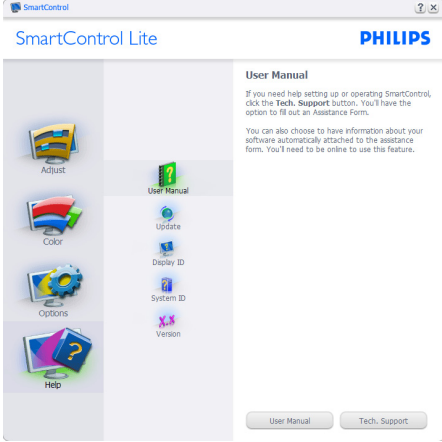 SmartControl
SmartControl Lite
PHILIPS
Adjust
Color
Options
Help
User Manual
Update
Display ID
System ID
Version
User Manual
If you need help setting up or operating SmartControl,
click the Tech. Support button. You'll have the
option to fill out an Assistance Form.
You can also choose to have information about your
software automatically attached to the assistance
form. You'll need to be online to use this feature.
User Manual
Tech. Support